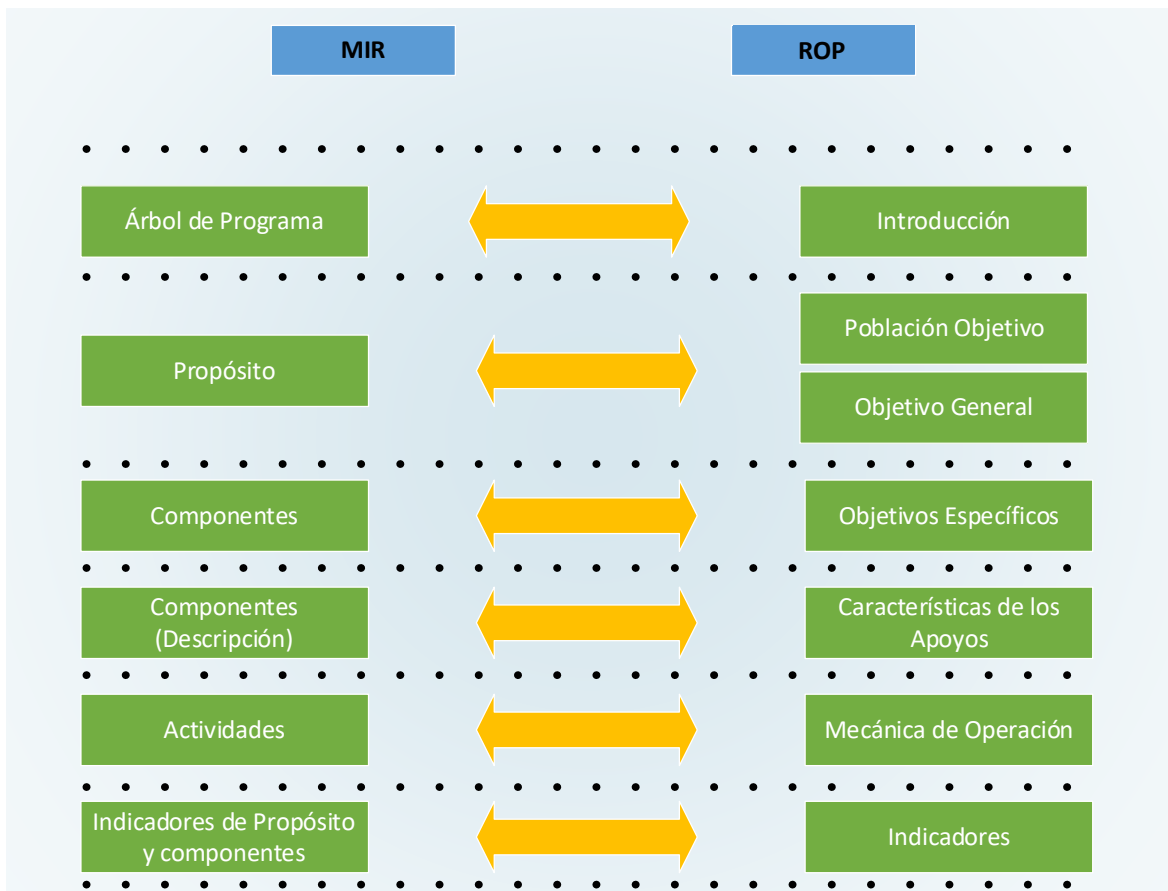 MIR
ROP
Árbol de Programa
Introducción
Propósito
Población Objetivo
Objetivo General
Componentes
Objetivos Específicos
Componentes
(Descripción)
Cararterísticas de los
Apoyos
Actividades
Mecánica de Operación
Indicadores de Propósito
y componentes
Indicadores